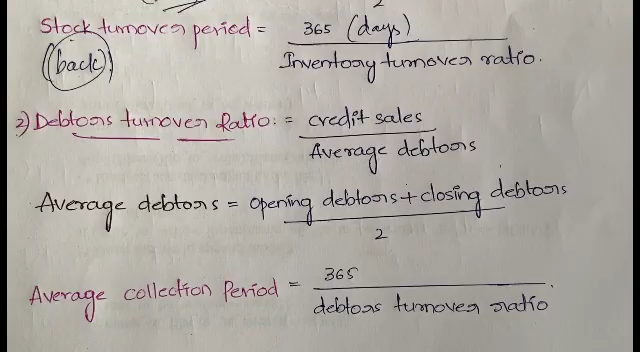 2
Stock turnover period = 365 (days)
(back) Inventory turnover ratio.
2) Debtors turnover Ratio: = credit sales
Average debtors
Average debtors = opening debtors + closing debtors
2
Average collection Period = 365
debtors turnover ratio